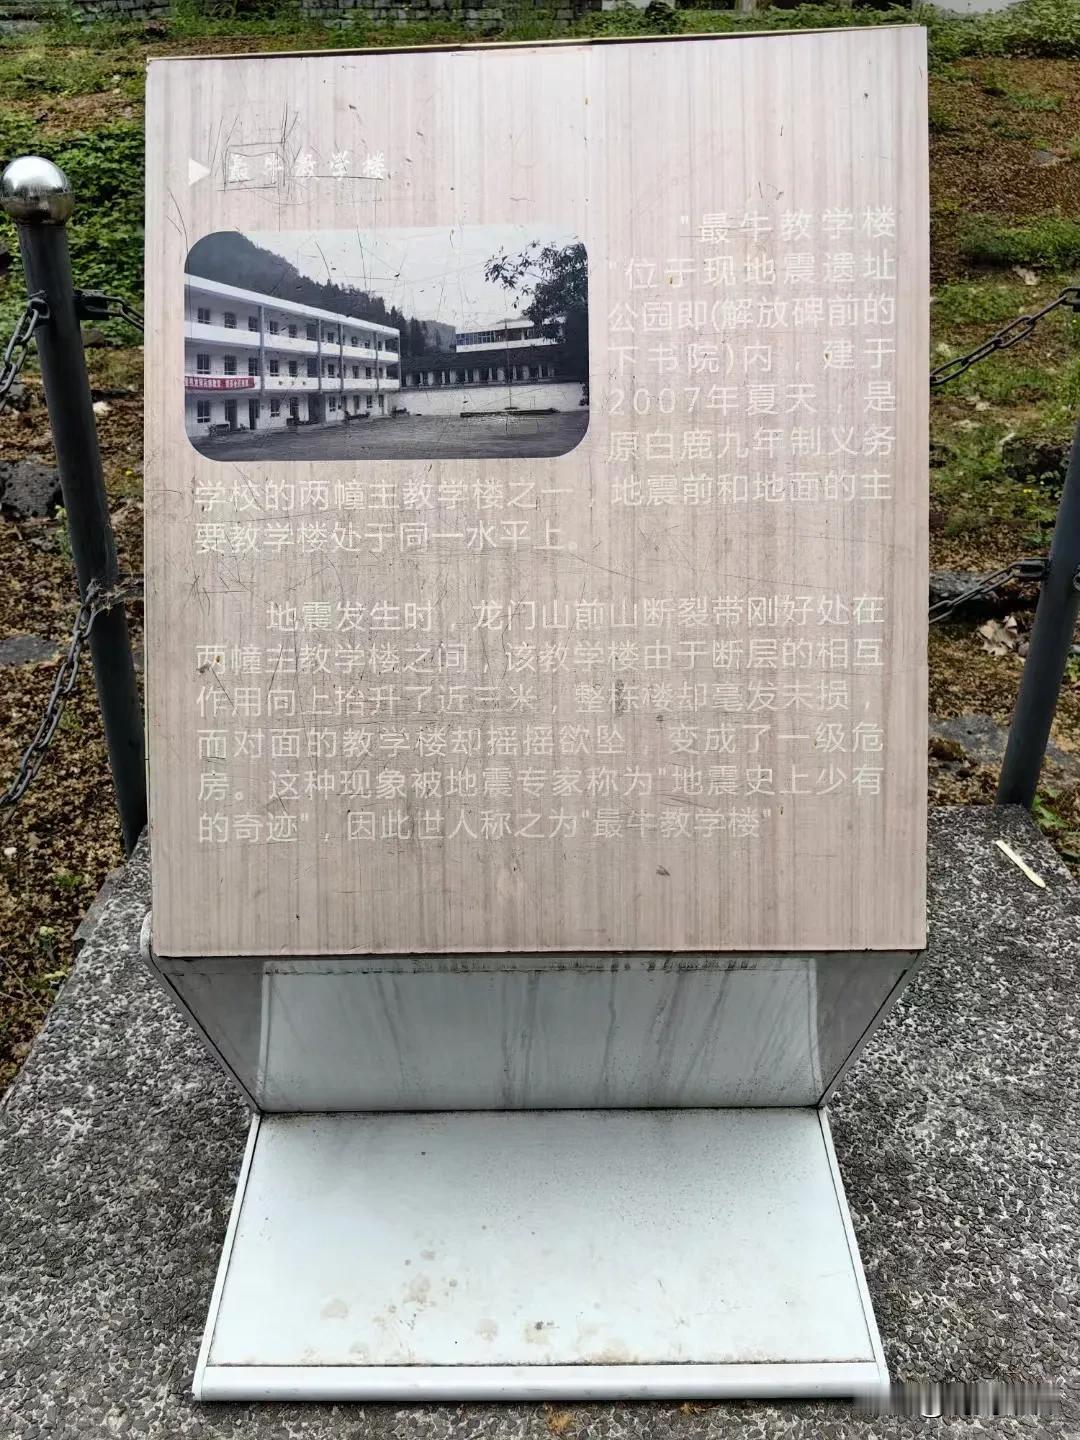 最牛教学楼
"最牛教学楼
"位于现地震遗址
公园即(解放碑前的
下书院)内，建于
2007年夏天，是
原白鹿九年制义务
学校的两幢主教学楼之一，地震前和地面的主
要教学楼处于同一水平上。
地震发生时，龙门山前山断裂带刚好处在
两幢主教学楼之间，该教学楼由于断层的相互
作用向上抬升了近三米，整栋楼却毫发未损，
而对面的教学楼却摇摇欲坠，变成了一级危
房。这种现象被地震专家称为"地震史上少有
的奇迹"，因此世人称之为"最牛教学楼"